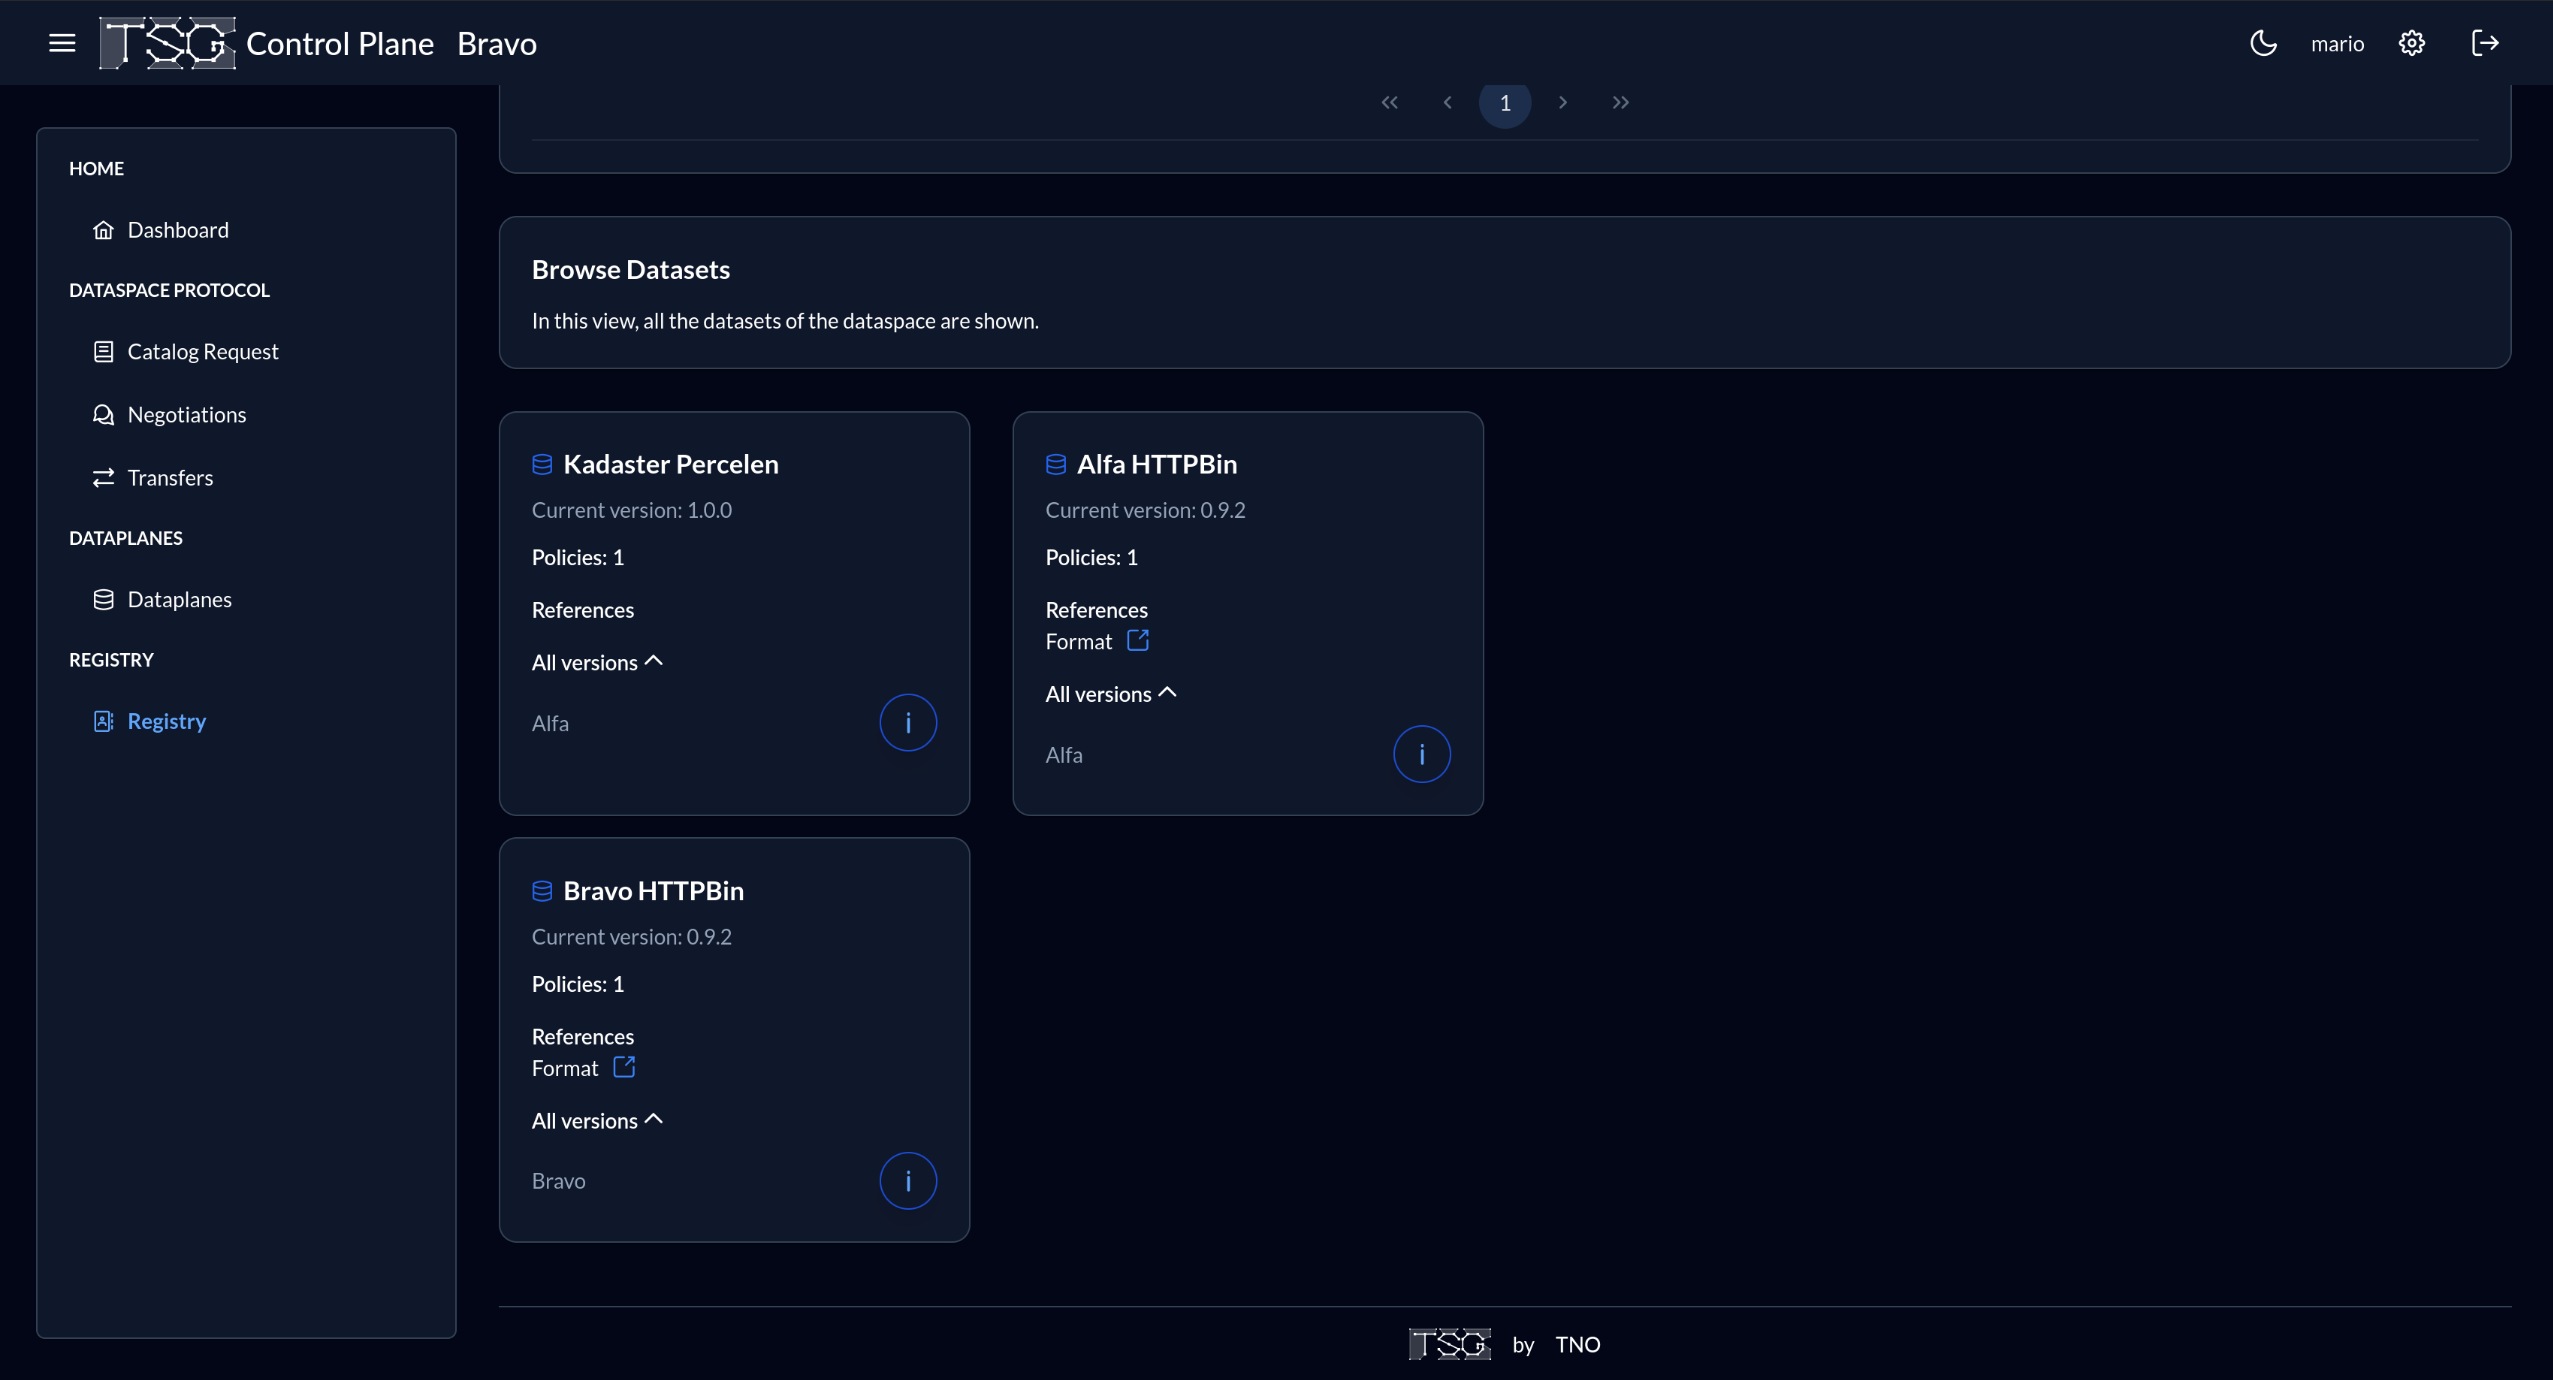 TSG Control Plane Bravo
mario
1
HOME
Dashboard
DATASPACE PROTOCOL
Catalog Request
Negotiations
Transfers
DATAPLANES
Dataplanes
REGISTRY
Registry
Browse Datasets
In this view, all the datasets of the dataspace are shown.
Kadaster Percelen
Current version: 1.0.0
Policies: 1
References
All versions
Alfa
Alfa HTTPBin
Current version: 0.9.2
Policies: 1
References
Format
All versions
Alfa
Bravo HTTPBin
Current version: 0.9.2
Policies: 1
References
Format
All versions
Bravo
TSG by TNO